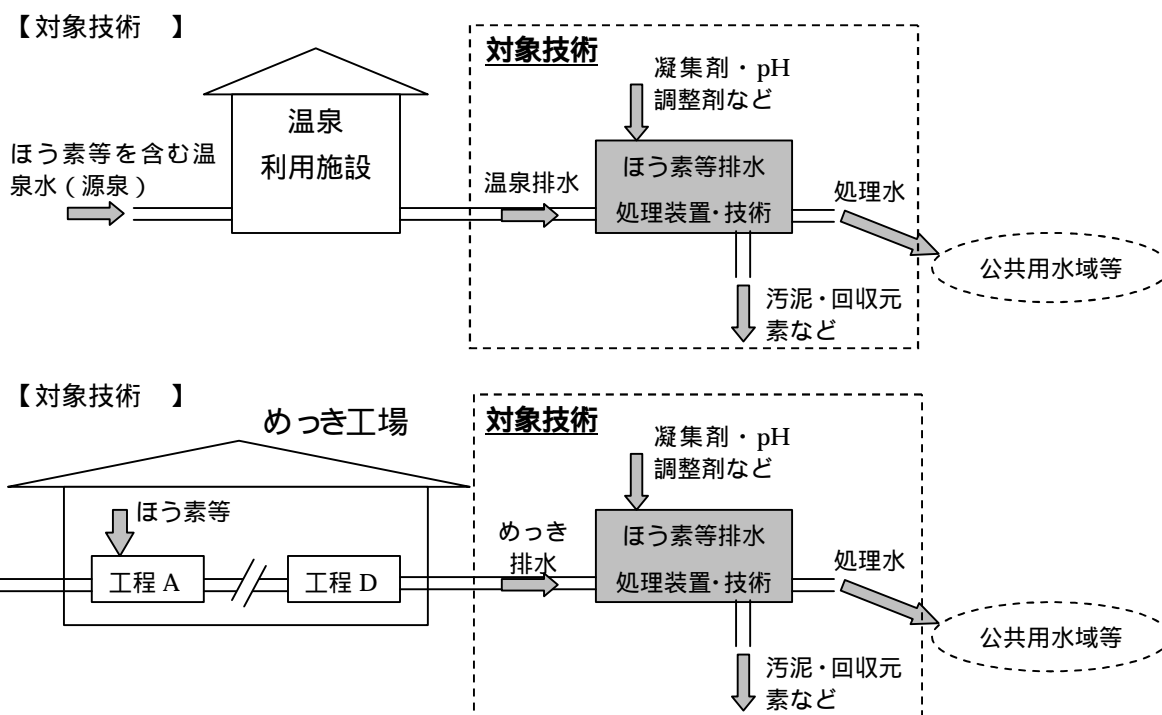 【対象技術　】
対象技術
凝集剤・pH
調整剤など
温泉
利用施設
ほう素等を含む温
泉水（源泉）
温泉排水
ほう素等排水
処理装置・技術
処理水
公共用水域等
汚泥・回収元
素など
【対象技術　】
めっき工場
対象技術
凝集剤・pH
調整剤など
ほう素等
工程 A
工程 D
めっき
排水
ほう素等排水
処理装置・技術
処理水
公共用水域等
汚泥・回収元
素など